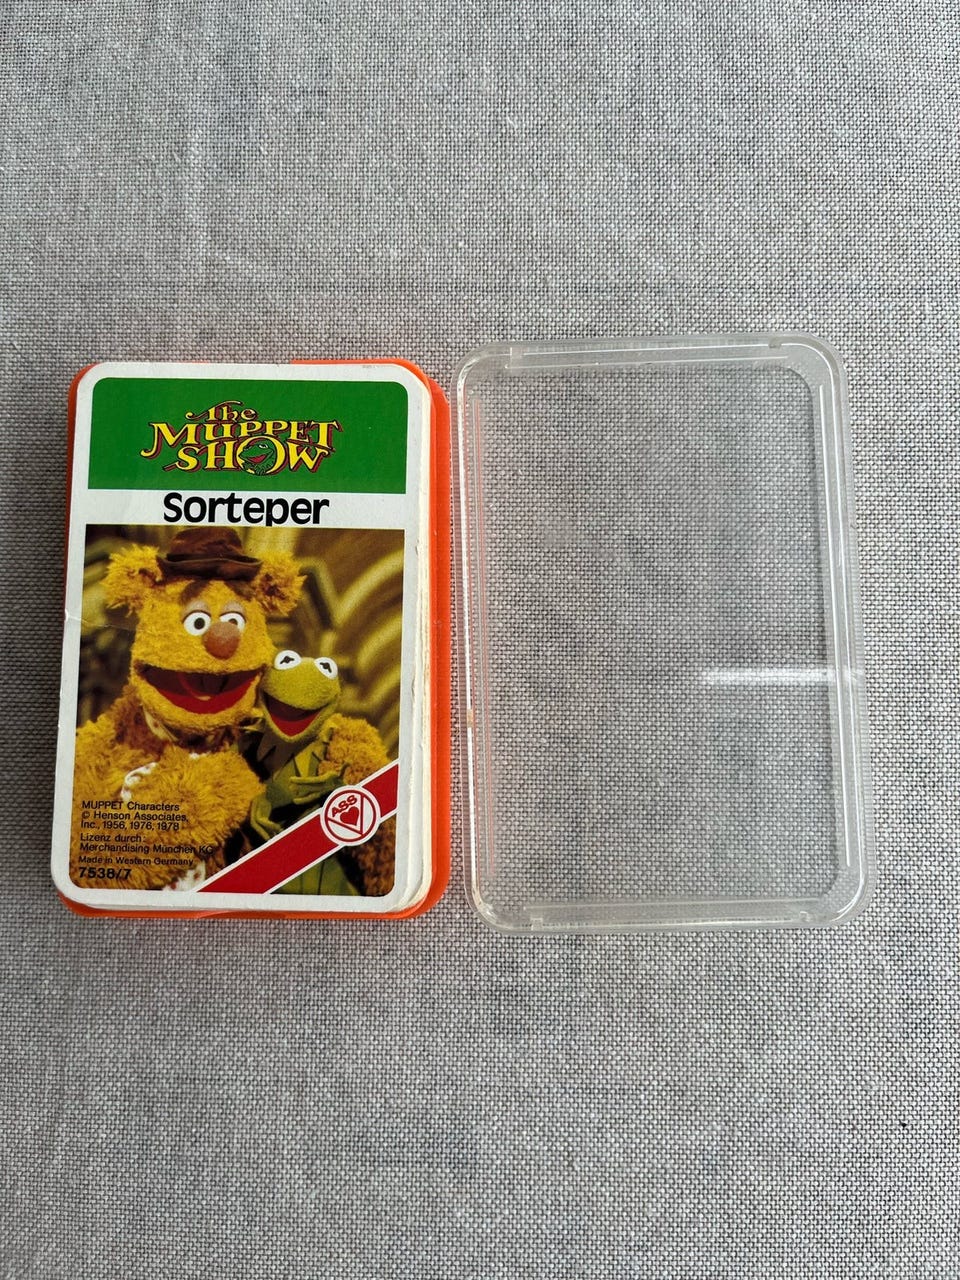 The
MUPPET
SHOW
Sorteper
ASS
MUPPET Characters
© Henson Associates,
Inc., 1956, 1976, 1978
Lizenz durch:
Merchandising München KG
Made in Western Germany
7538/7